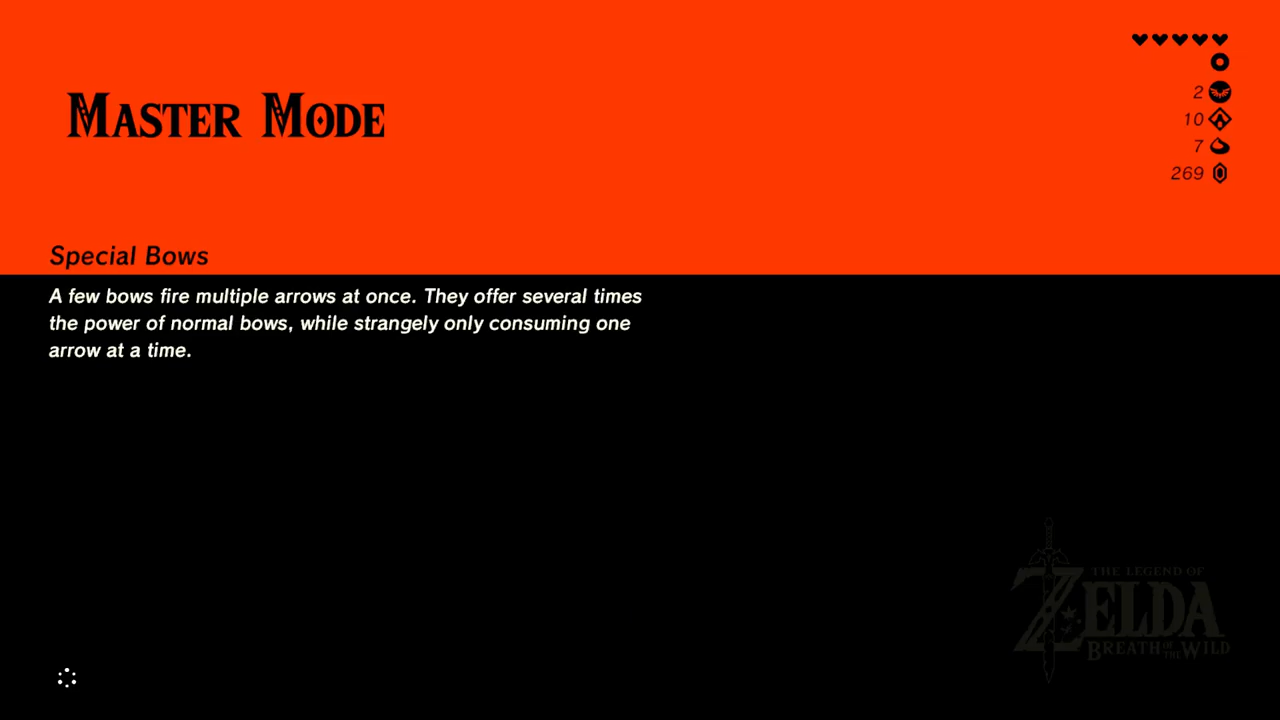 Master Mode
2
10
7
269
Special Bows
A few bows fire multiple arrows at once. They offer several times
the power of normal bows, while strangely only consuming one
arrow at a time.
THE LEGEND OF
ZELDA
BREATH OF THE WILD